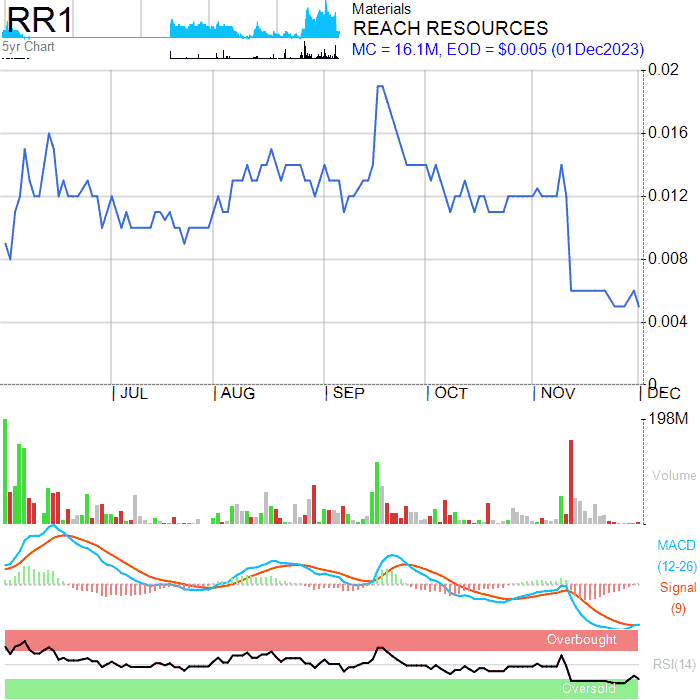 RR1
5yr Chart
Materials
REACH RESOURCES
MC = 16.1M, EOD = $0.005 (01Dec2023)
0.02
0.016
0.012
0.008
0.004
0
JUL AUG SEP OCT NOV DEC
198M
Volume
MACD
(12-26)
Signal
(9)
Overbought
RSI(14)
Oversold